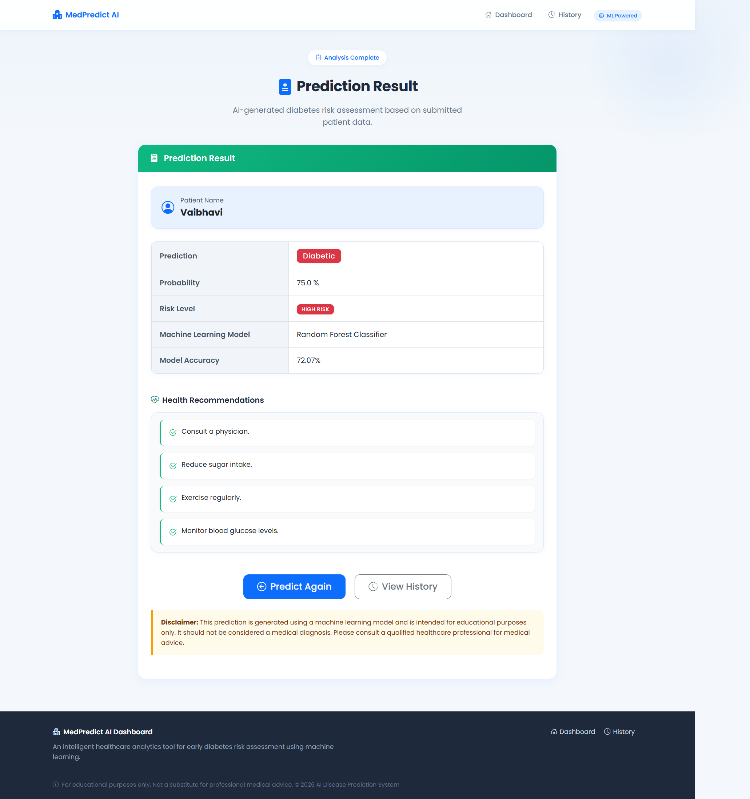 MedPredict AI
Dashboard
History
ML Powered
Analysis Complete
Prediction Result
AI-generated diabetes risk assessment based on submitted
patient data.
Prediction Result
Patient Name
Vaibhavi
Prediction Diabetic
Probability 75.0 %
Risk Level HIGH RISK
Machine Learning Model Random Forest Classifier
Model Accuracy 72.07%
Health Recommendations
Consult a physician.
Reduce sugar intake.
Exercise regularly.
Monitor blood glucose levels.
Predict Again
View History
Disclaimer: This prediction is generated using a machine learning model and is intended for educational purposes
only. It should not be considered a medical diagnosis. Please consult a qualified healthcare professional for medical
advice.
MedPredict AI Dashboard
Dashboard
History
An intelligent healthcare analytics tool for early diabetes risk assessment using machine
learning.
For educational purposes only. Not a substitute for professional medical advice. © 2026 AI Disease Prediction System